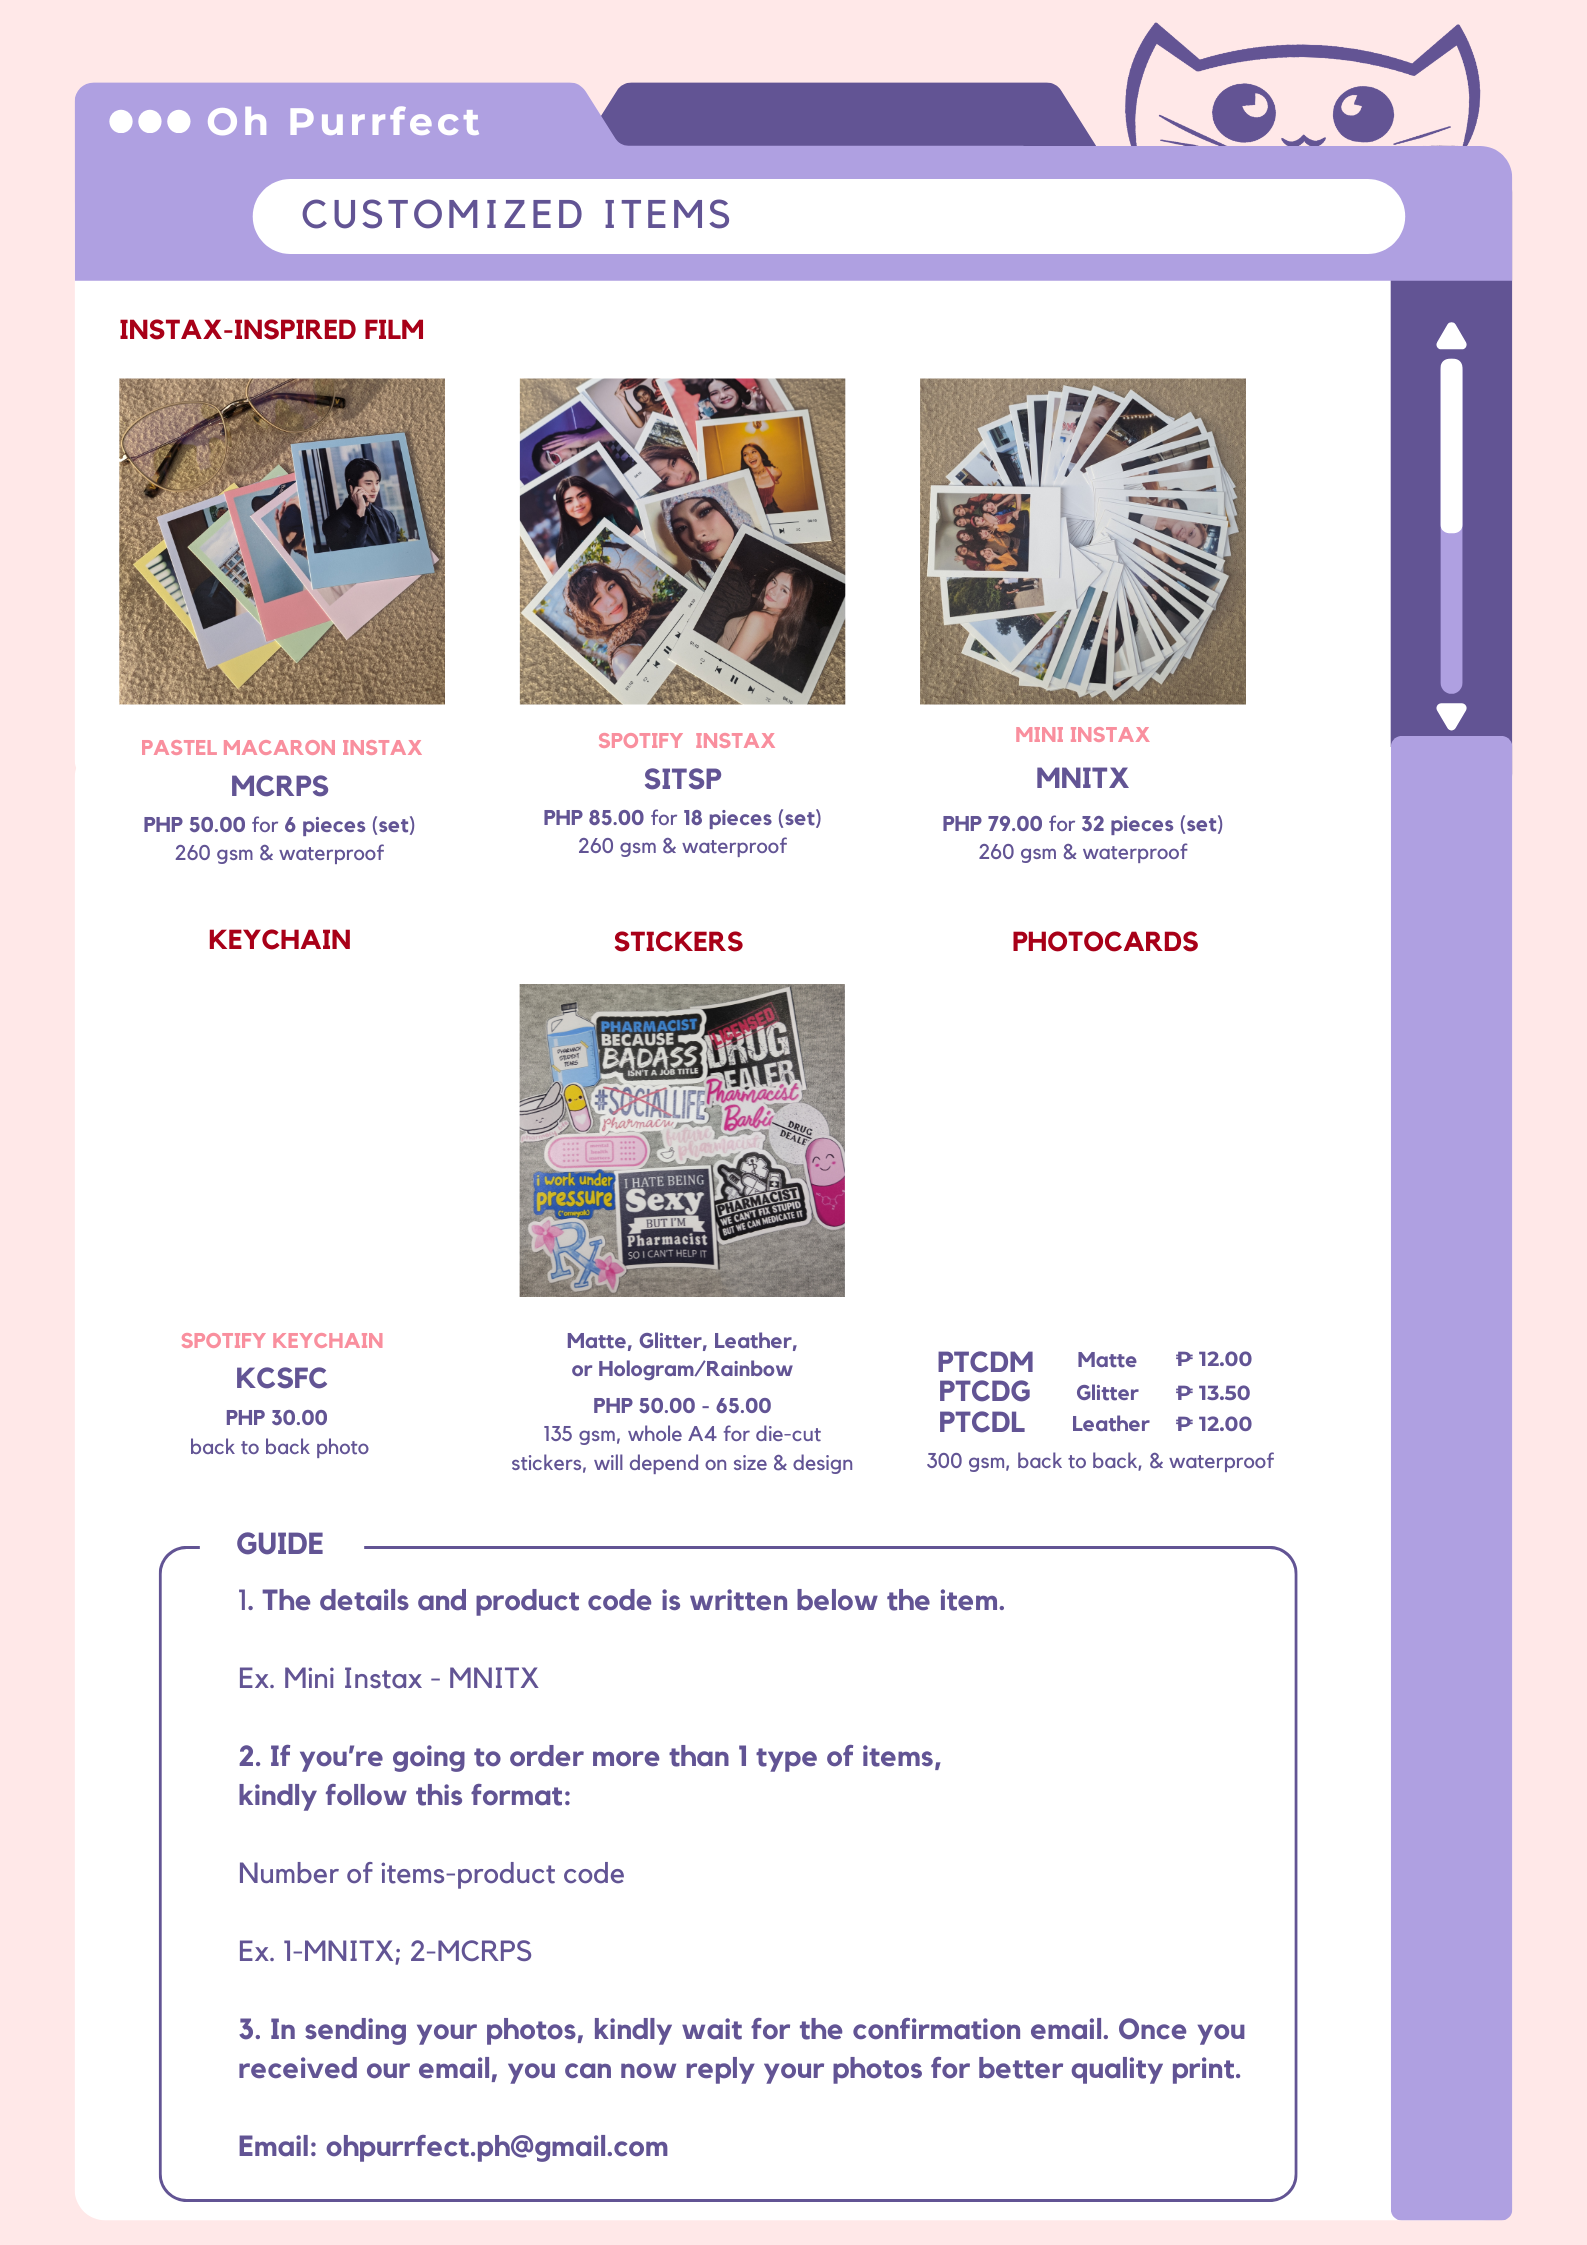 Oh Purrfect
CUSTOMIZED ITEMS
INSTAX-INSPIRED FILM
PASTEL MACARON INSTAX
MCRPS
PHP 50.00 for 6 pieces (set)
260 gsm & waterproof
SPOTIFY INSTAX
SITSP
PHP 85.00 for 18 pieces (set)
260 gsm & waterproof
MINI INSTAX
MNITX
PHP 79.00 for 32 pieces (set)
260 gsm & waterproof
KEYCHAIN
SPOTIFY KEYCHAIN
KCSFC
PHP 30.00
back to back photo
STICKERS
PHARMACY
STUDENT
TEARS
PHARMACIST
BECAUSE
BADASS
ISN'T A JOB TITLE
LICENSED
DRUG
DEALER
#SOCIALLIFE
pharmacy
Pharmacist
Barbie
future
pharmacist
DRUG
DEALE
i work under
pressure
I HATE BEING
Sexy
BUT I'M
Pharmacist
SO I CAN'T HELP IT
PHARMACIST
WE CAN'T FIX STUPID
BUT WE CAN MEDICATE IT
Rx
Matte, Glitter, Leather,
or Hologram/Rainbow
PHP 50.00 - 65.00
135 gsm, whole A4 for die-cut
stickers, will depend on size & design
PHOTOCARDS
PTCDM Matte ₱ 12.00
PTCDG Glitter ₱ 13.50
PTCDL Leather ₱ 12.00
300 gsm, back to back, & waterproof
GUIDE
1. The details and product code is written below the item.
Ex. Mini Instax - MNITX
2. If you're going to order more than 1 type of items,
kindly follow this format:
Number of items-product code
Ex. 1-MNITX; 2-MCRPS
3. In sending your photos, kindly wait for the confirmation email. Once you
received our email, you can now reply your photos for better quality print.
Email: ohpurrfect.ph@gmail.com